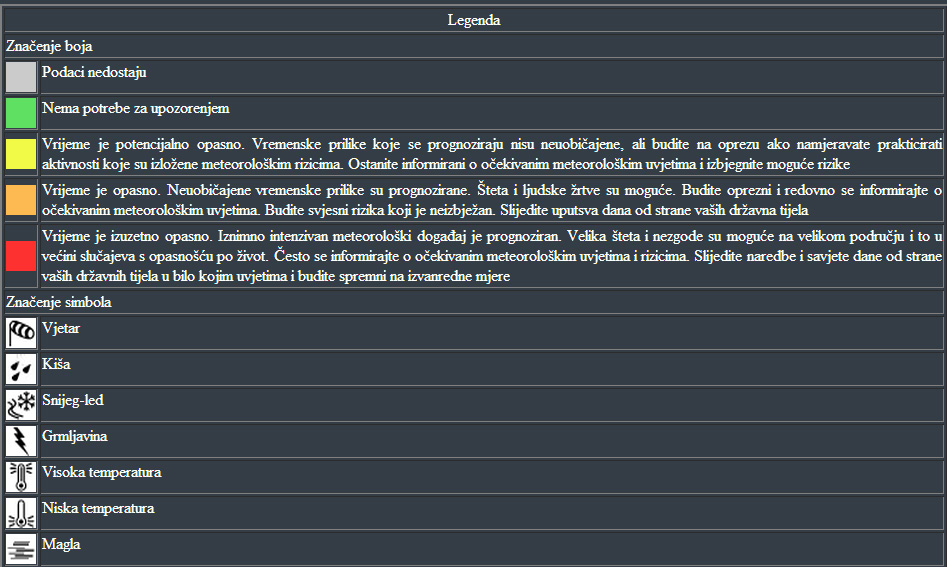 Legenda
Značenje boja
Podaci nedostaju
Nema potrebe za upozorenjem
Vrijeme je potencijalno opasno. Vremenske prilike koje se prognoziraju nisu neuobičajene, ali budite na oprezu ako namjeravate prakticirati
aktivnosti koje su izložene meteorološkim rizicima. Ostanite informirani o očekivanim meteorološkim uvjetima i izbjegnite moguće rizike
Vrijeme je opasno. Neuobičajene vremenske prilike su prognozirane. Šteta i ljudske žrtve su moguće. Budite oprezni i redovno se informirajte o
očekivanim meteorološkim uvjetima. Budite svjesni rizika koji je neizbježan. Slijedite uputsva dana od strane vaših državna tijela
Vrijeme je izuzetno opasno. Iznimno intenzivan meteorološki događaj je prognoziran. Velika šteta i nezgode su moguće na velikom području i to u
većini slučajeva s opasnošću po život. Često se informirajte o očekivanim meteorološkim uvjetima i rizicima. Slijedite naredbe i savjete dane od strane
vaših državnih tijela u bilo kojim uvjetima i budite spremni na izvanredne mjere
Značenje simbola
Vjetar
Kiša
Snijeg-led
Grmljavina
Visoka temperatura
Niska temperatura
Magla